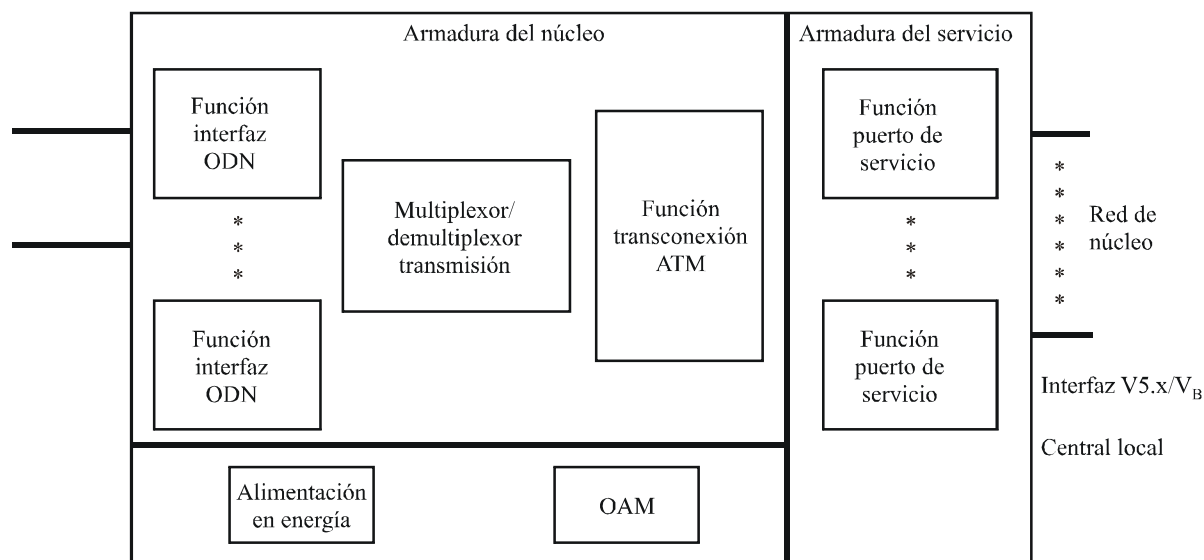 Armadura del núcleo
Armadura del servicio
Función
interfaz
ODN
*
*
*
Función
interfaz
ODN
Multiplexor/
demultiplexor
transmisión
Función
transconexión
ATM
Función
puerto de
servicio
*
*
*
Función
puerto de
servicio
*
*
*
*
*
*
Red de
núcleo
Interfaz V5.x/VB
Central local
Alimentación
en energía
OAM